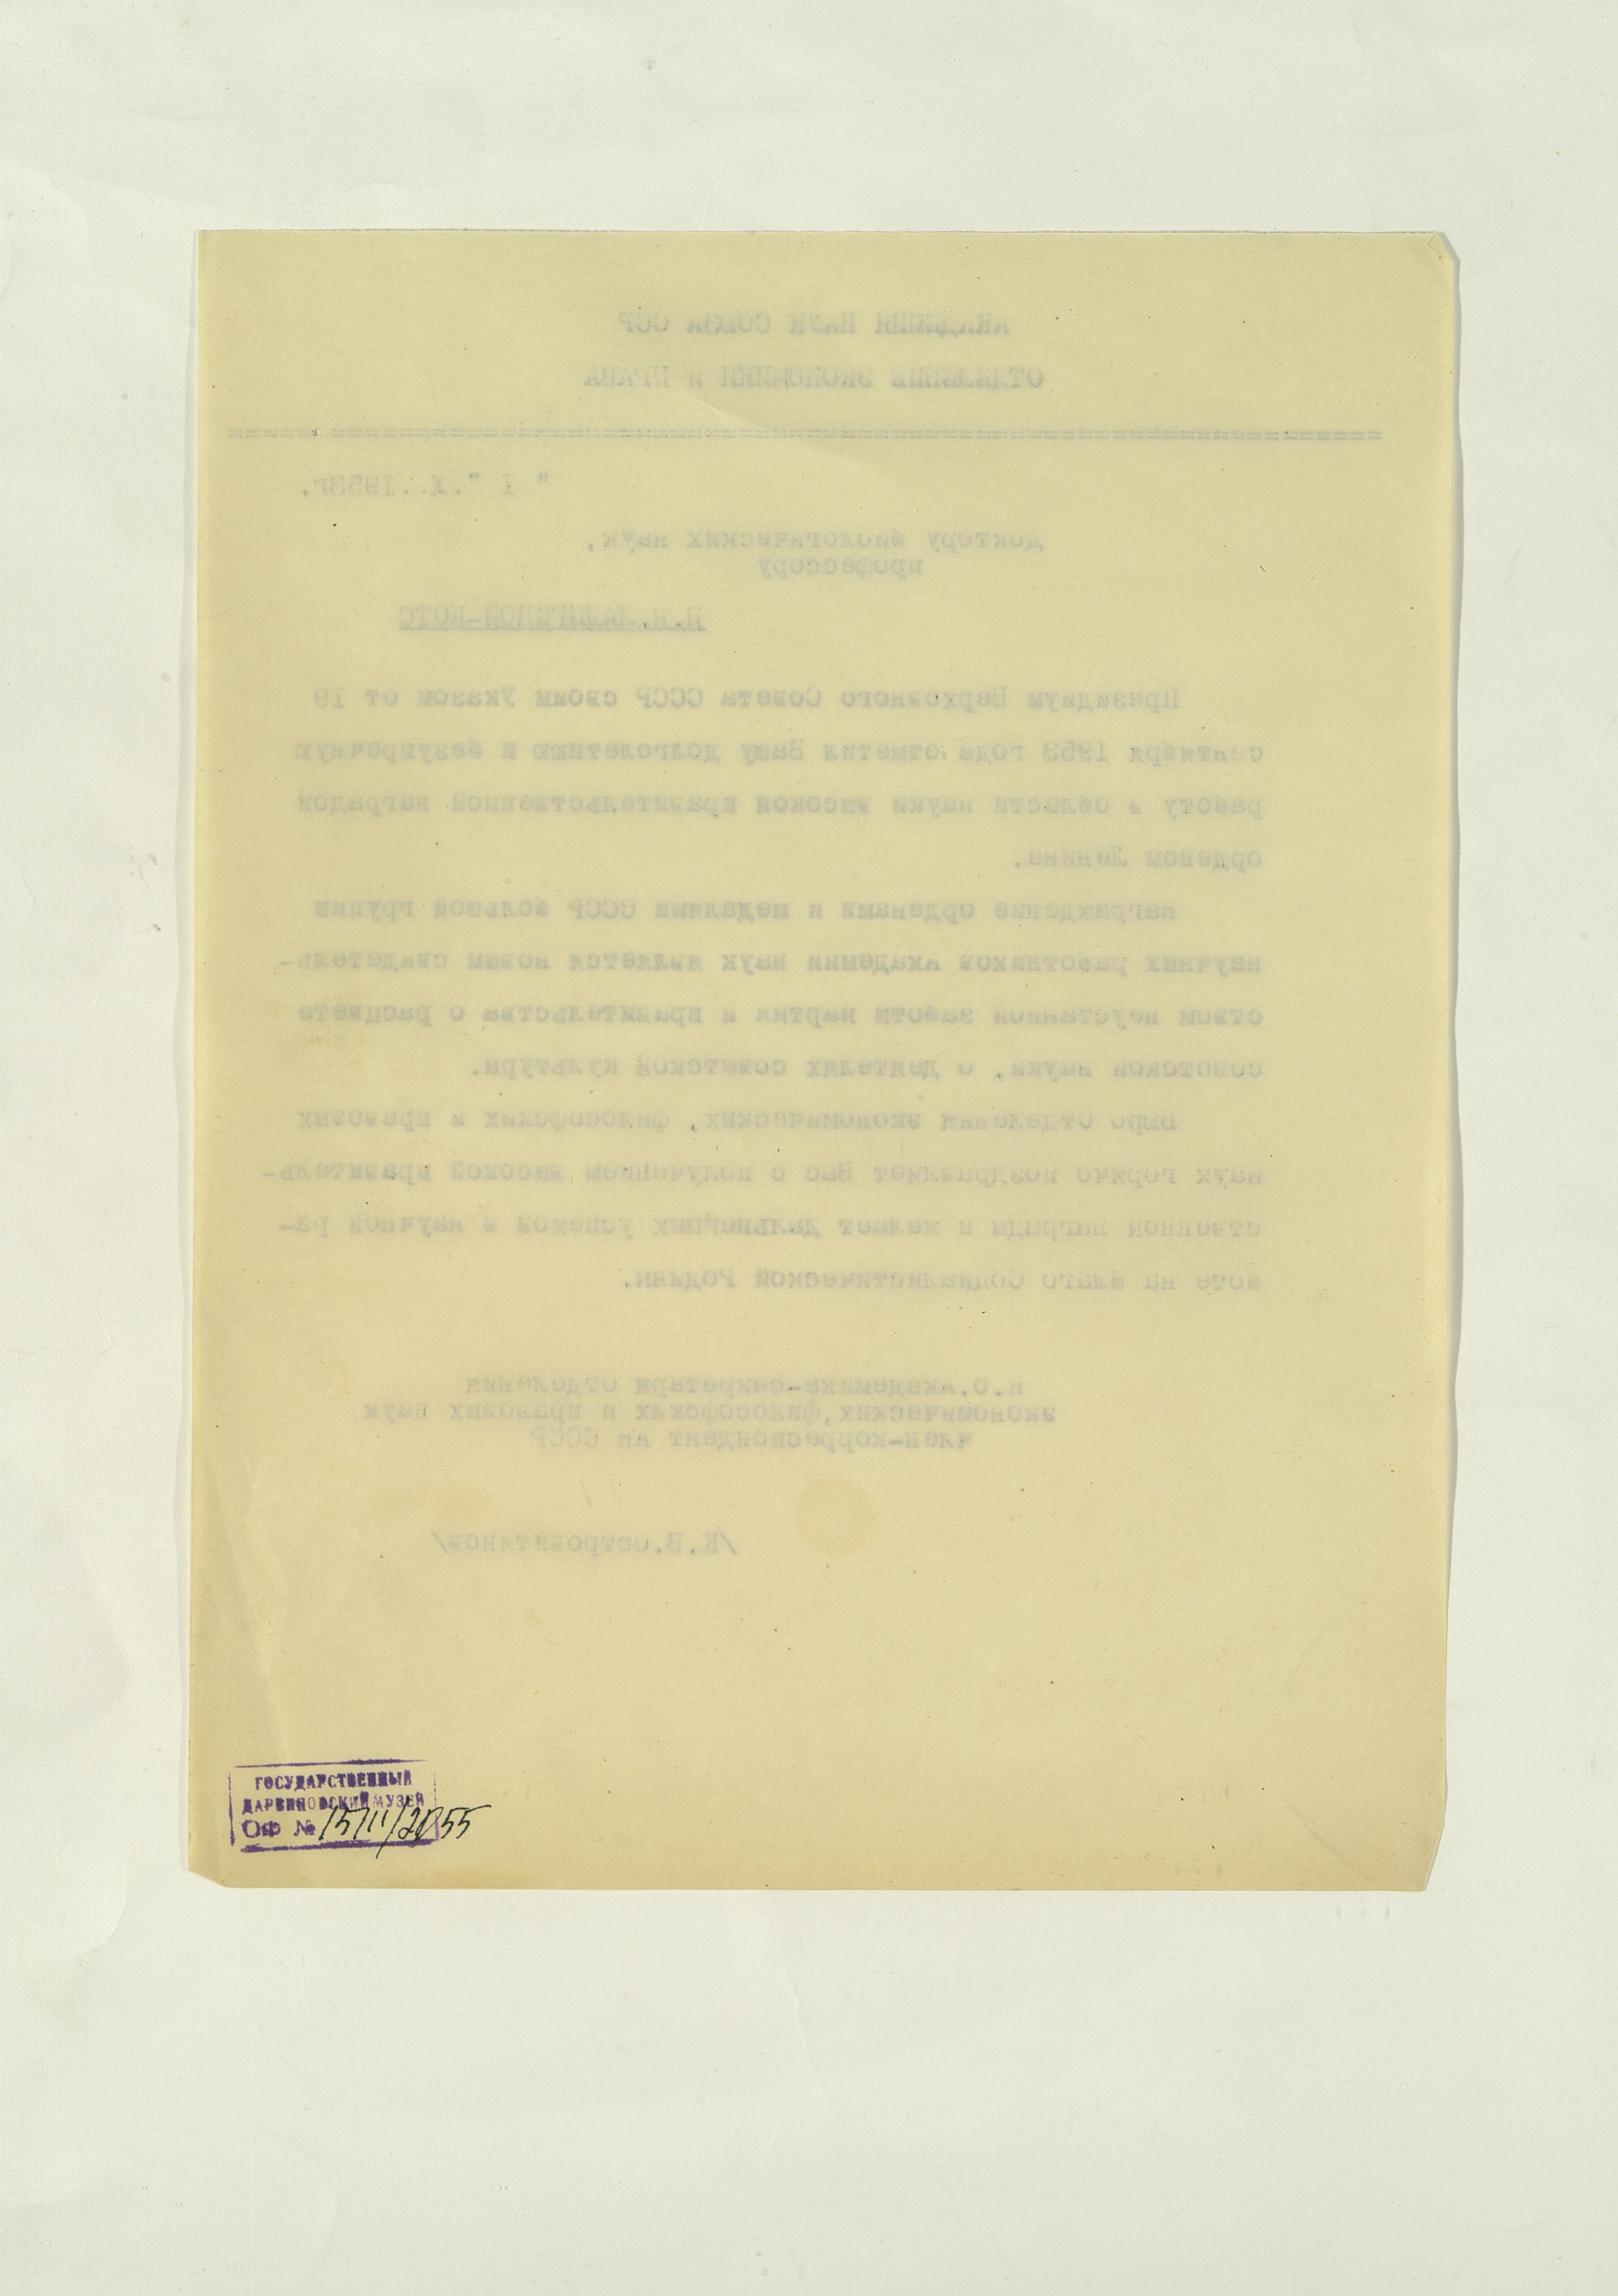 АКАДЕМИИ НАУК СОЮЗА ССР
ОТДЕЛЕНИЕ ЭКОНОМИКИ И ПРАВА
" I ".X..1953г.
Доктору биологических наук,
профессору
Н.Н.ЛАДЫГИНОЙ-КОТС
Президиум Верховного Совета СССР своим Указом от 19
сентября 1953 года отметил Вашу долголетнюю и безупречную
работу в области науки высокой правительственной наградой
орденом Ленина.
Награждение орденами и медалями СССР большой группы
научных работников Академии наук является новым свидетель-
ством неустанной заботы партии и правительства о расцвете
советской науки, о деятелях советской культуры.
Бюро Отделения экономических, философских и правовых
наук горячо поздравляет Вас с получением высокой правитель-
ственной награды и желает дальнейших успехов в научной ра-
боте на благо Социалистической Родины.
И.о.академика-секретаря Отделения
экономических,философских и правовых наук
член-корреспондент АН СССР
/К.В.Островитянов/
ГОСУДАРСТВЕННЫЙ
ДАРВИНОВСКИЙ МУЗЕЙ
ОФ № 15111/2055